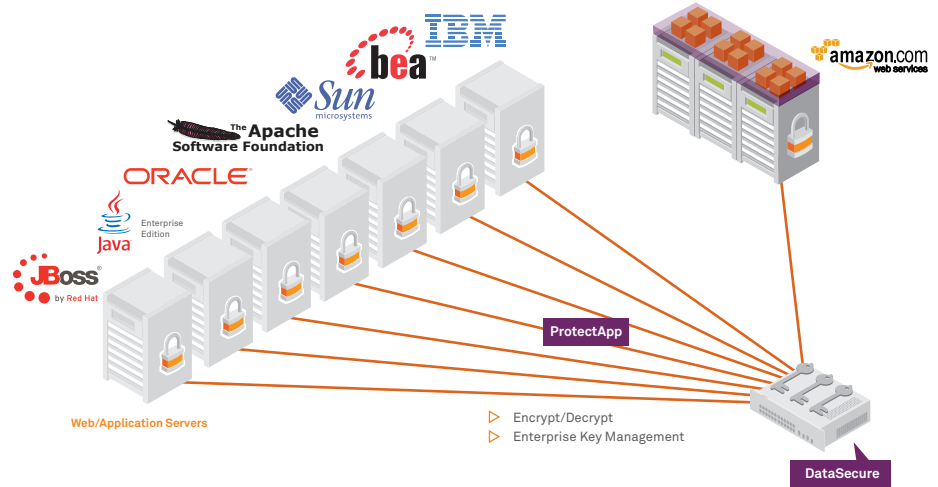 IBM
bea™
Sun
microsystems
The Apache
Software Foundation
ORACLE®
Java
Enterprise
Edition
JBoss®
by Red Hat
amazon.com
web services
ProtectApp
Web/Application Servers
Encrypt/Decrypt
Enterprise Key Management
DataSecure